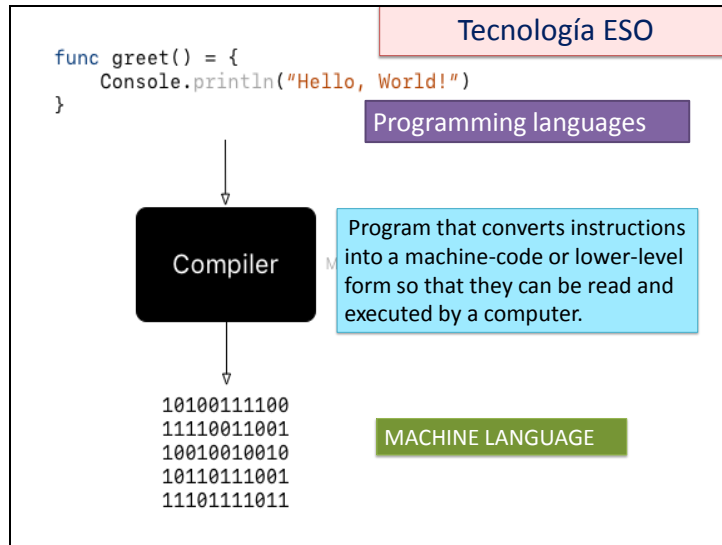 Tecnología ESO
func greet() = {
Console.println("Hello, World!")
}
Programming languages
Compiler
Program that converts instructions
into a machine-code or lower-level
form so that they can be read and
executed by a computer.
10100111100
11110011001
10010010010
10110111001
11101111011
MACHINE LANGUAGE